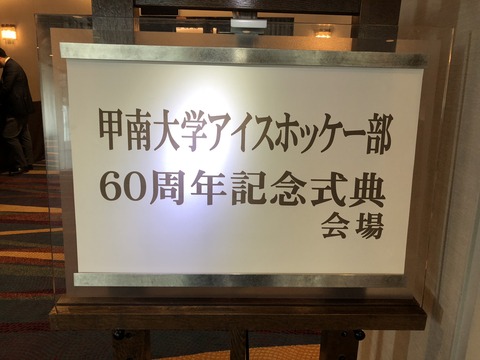 甲南大学アイスホッケー部
60周年記念式典
会場